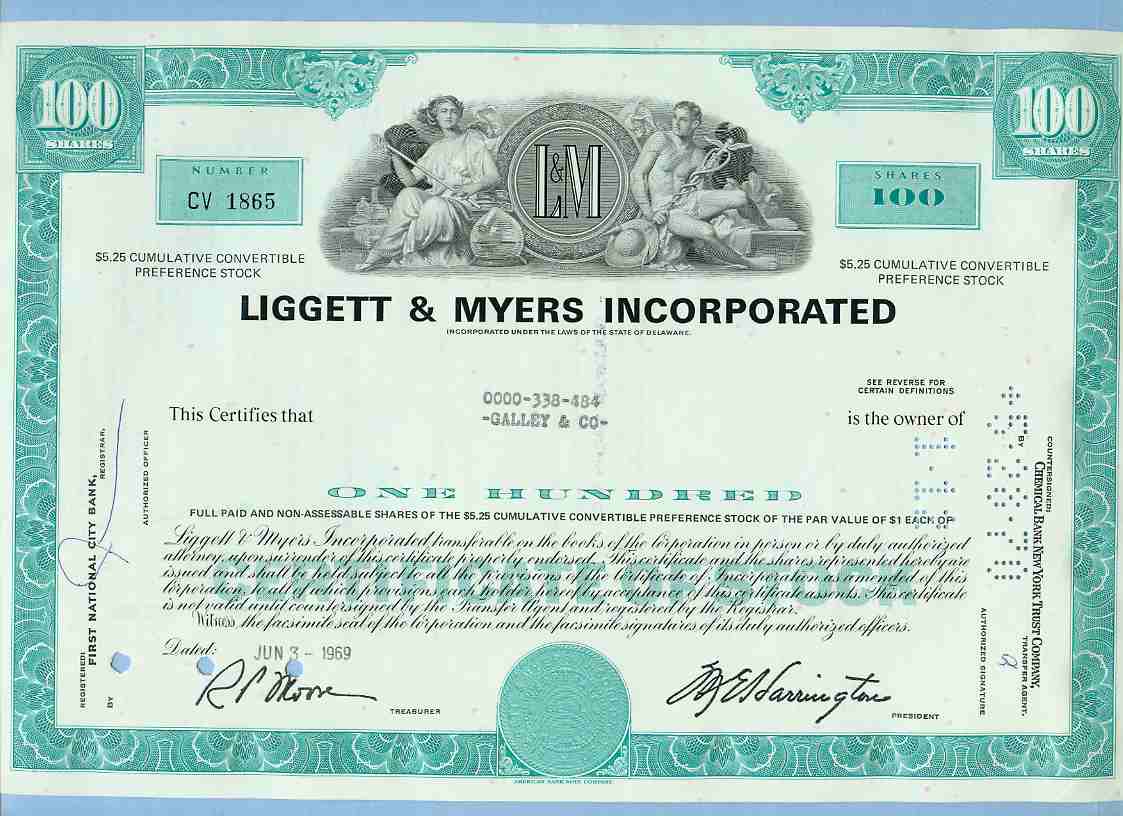 100
SHARES
100
SHARES
NUMBER
CV 1865
L&M
SHARES
100
$5.25 CUMULATIVE CONVERTIBLE
PREFERENCE STOCK
$5.25 CUMULATIVE CONVERTIBLE
PREFERENCE STOCK
LIGGETT & MYERS INCORPORATED
INCORPORATED UNDER THE LAWS OF THE STATE OF DELAWARE.
SEE REVERSE FOR
CERTAIN DEFINITIONS
This Certifies that
0000-338-484
-GALLEY & CO-
is the owner of
ONE HUNDRED
FULL PAID AND NON-ASSESSABLE SHARES OF THE $5.25 CUMULATIVE CONVERTIBLE PREFERENCE STOCK OF THE PAR VALUE OF $1 EACH OF
Liggett & Myers Incorporated transferable on the books of the Corporation in person or by duly authorized
attorney upon surrender of this certificate properly endorsed. This certificate and the shares represented hereby are
issued and shall be held subject to all the provisions of the Certificate of Incorporation as amended of this
Corporation to all of which provisions each holder hereof by acceptance of this certificate assents. This certificate
is not valid until countersigned by the Transfer Agent and registered by the Registrar.
Witness, the facsimile seal of the Corporation and the facsimile signatures of its duly authorized officers.
Dated:
JUN 3 - 1969
R P Moore
TREASURER
M E Harrington
PRESIDENT
REGISTERED:
FIRST NATIONAL CITY BANK,
REGISTRAR,
BY
AUTHORIZED OFFICER
COUNTERSIGNED:
CHEMICAL BANK NEW YORK TRUST COMPANY,
TRANSFER AGENT.
BY
AUTHORIZED SIGNATURE
AMERICAN BANK NOTE COMPANY